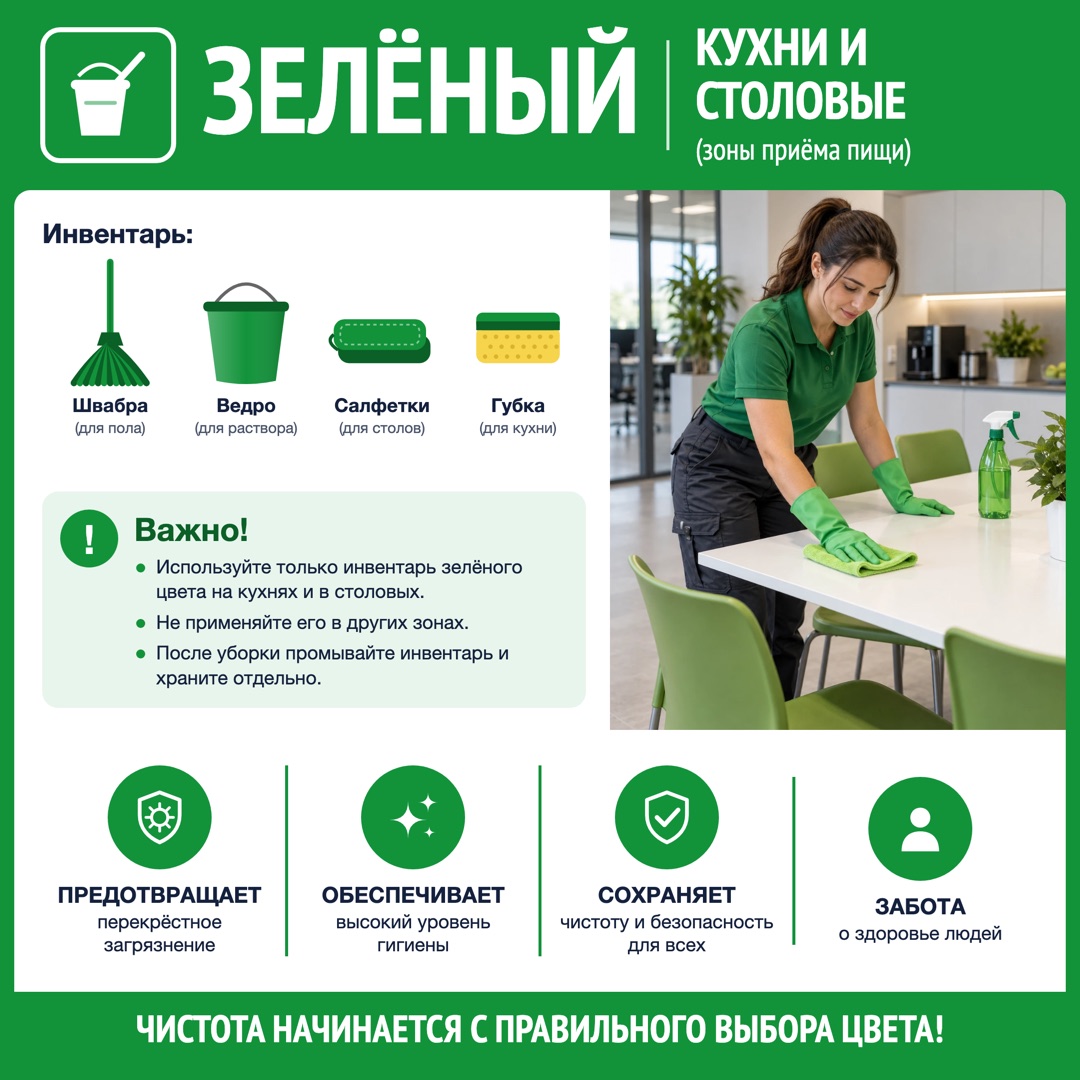 ЗЕЛЁНЫЙ
КУХНИ И
СТОЛОВЫЕ
(зоны приёма пищи)
Инвентарь:
Швабра
(для пола)
Ведро
(для раствора)
Салфетки
(для столов)
Губка
(для кухни)
!
Важно!
• Используйте только инвентарь зелёного
цвета на кухнях и в столовых.
• Не применяйте его в других зонах.
• После уборки промывайте инвентарь и
храните отдельно.
ПРЕДОТВРАЩАЕТ
перекрёстное
загрязнение
ОБЕСПЕЧИВАЕТ
высокий уровень
гигиены
СОХРАНЯЕТ
чистоту и безопасность
для всех
ЗАБОТА
о здоровье людей
ЧИСТОТА НАЧИНАЕТСЯ С ПРАВИЛЬНОГО ВЫБОРА ЦВЕТА!